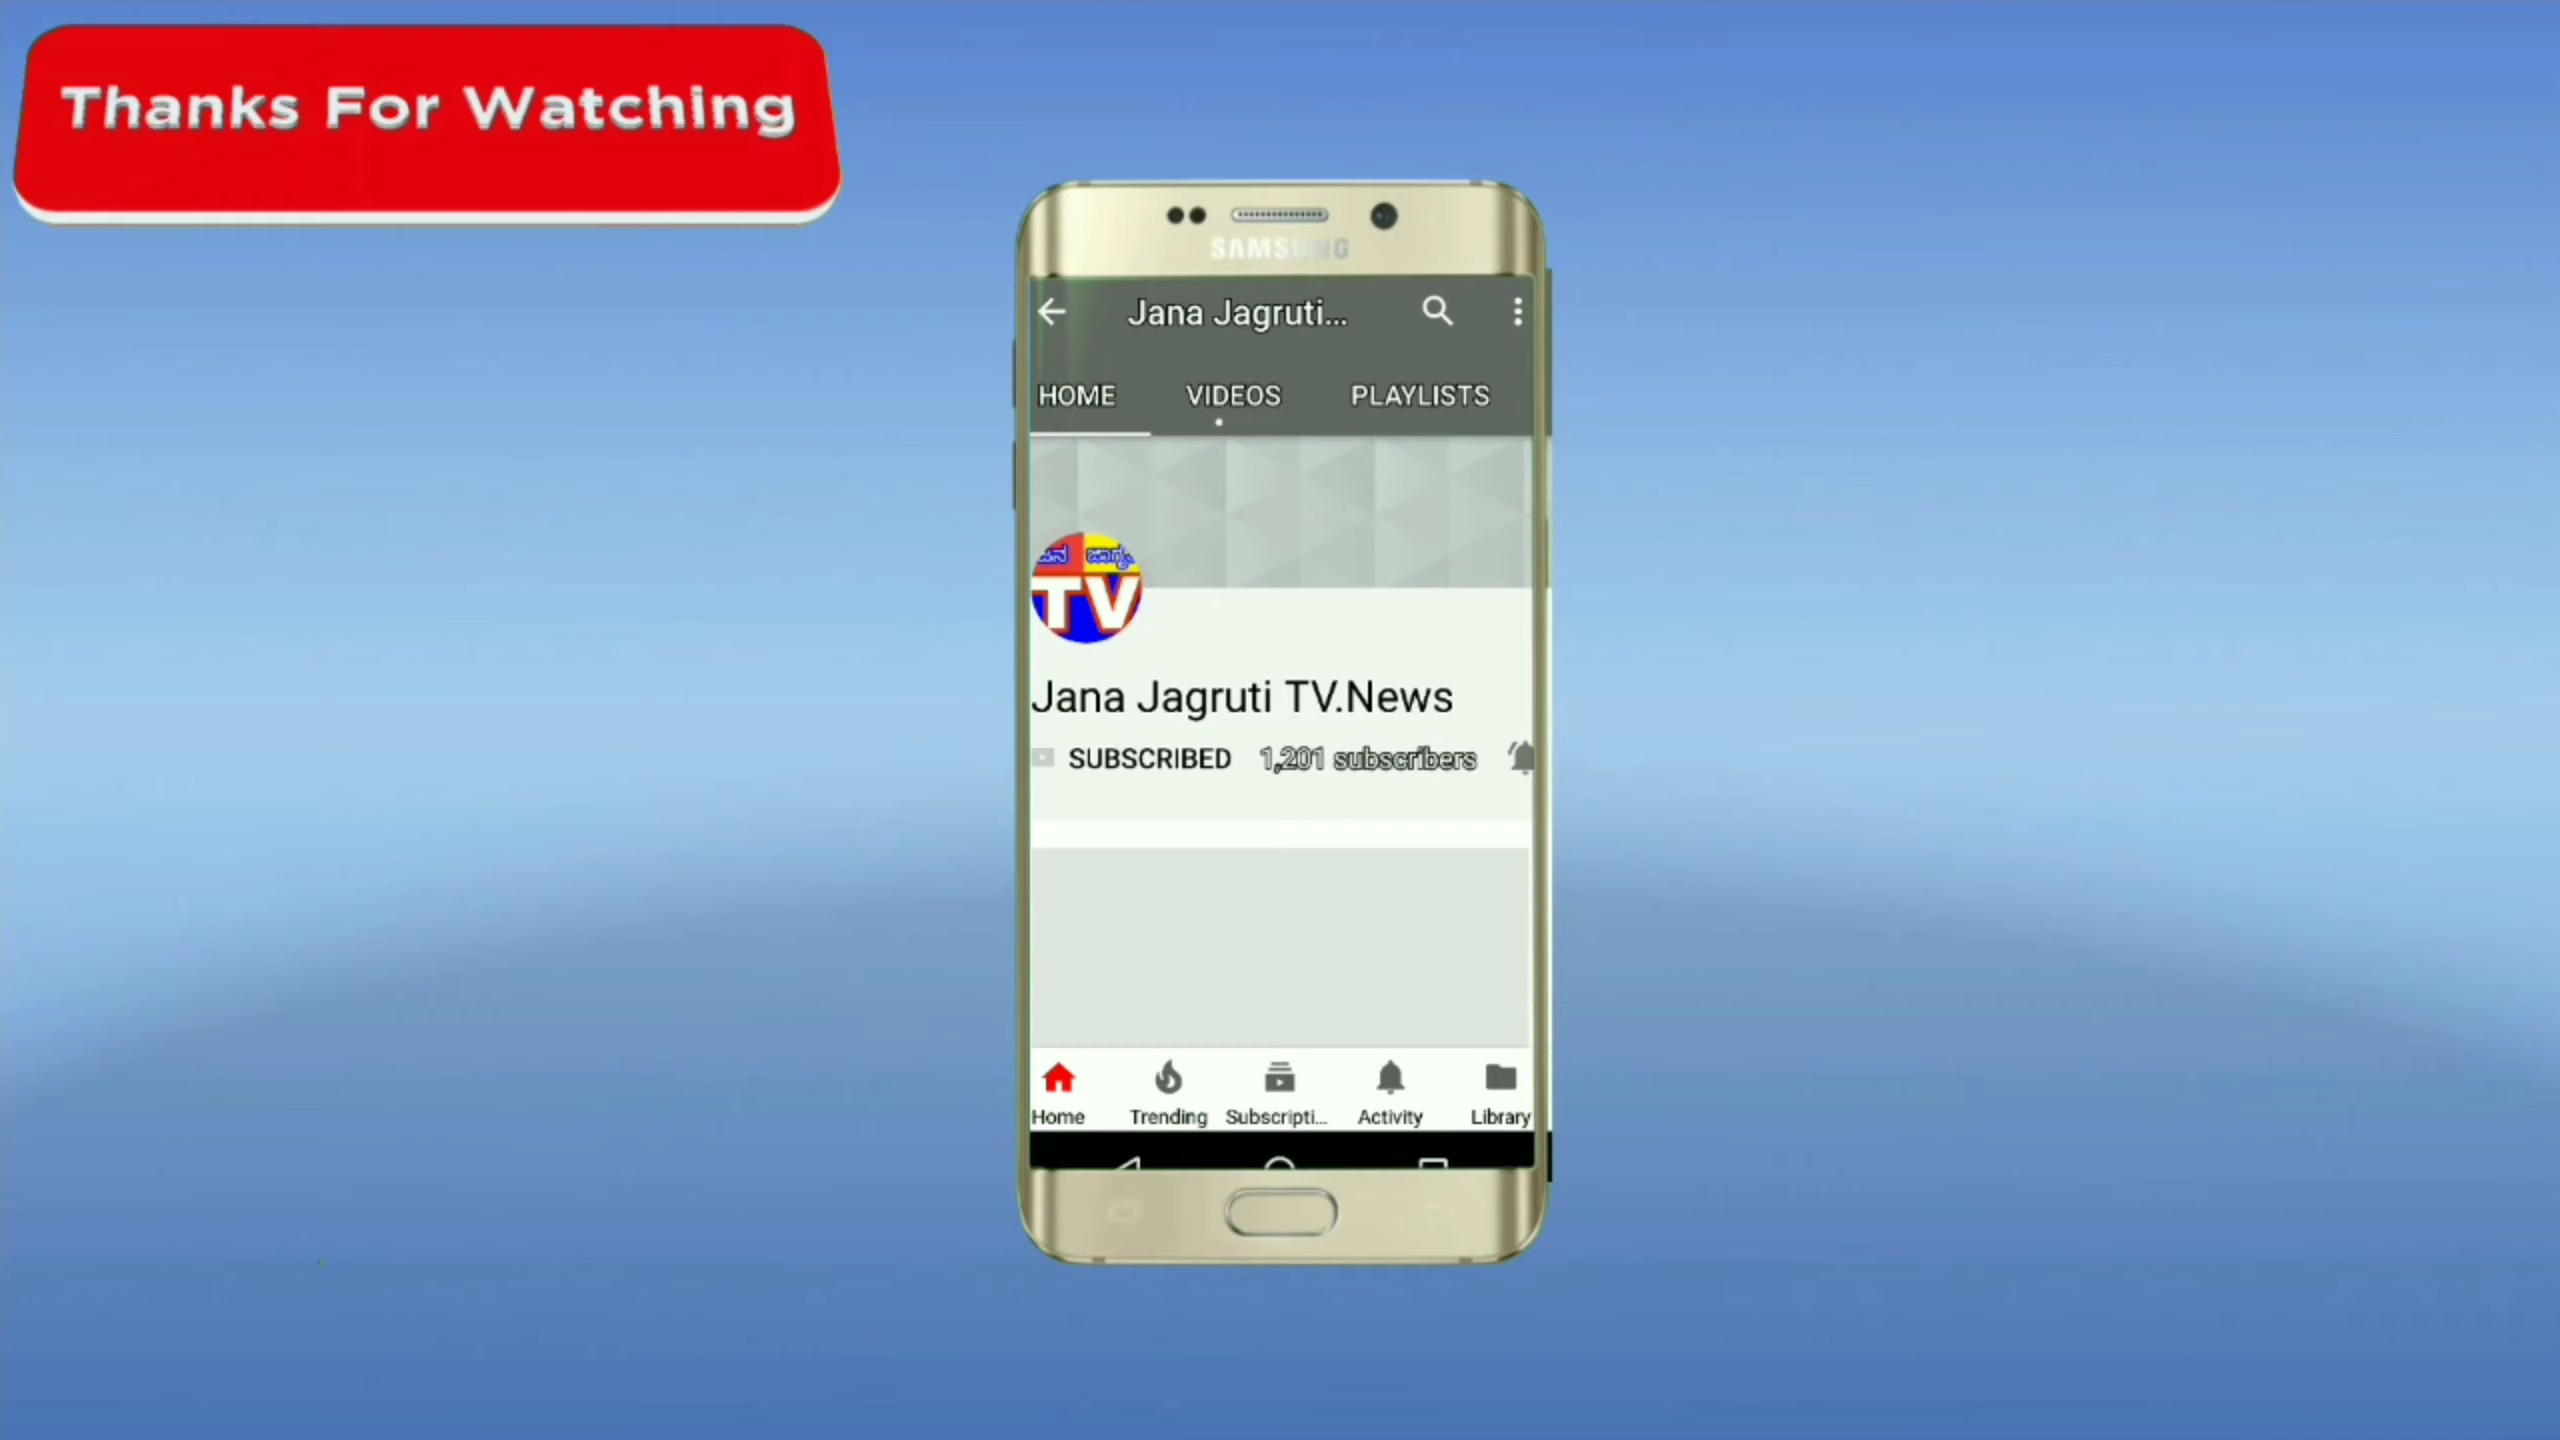 Thanks For Watching
SAMSUNG
Jana Jagruti...
HOME VIDEOS PLAYLISTS
TV
Jana Jagruti TV.News
SUBSCRIBED 1,201 subscribers
Home Trending Subscripti... Activity Library